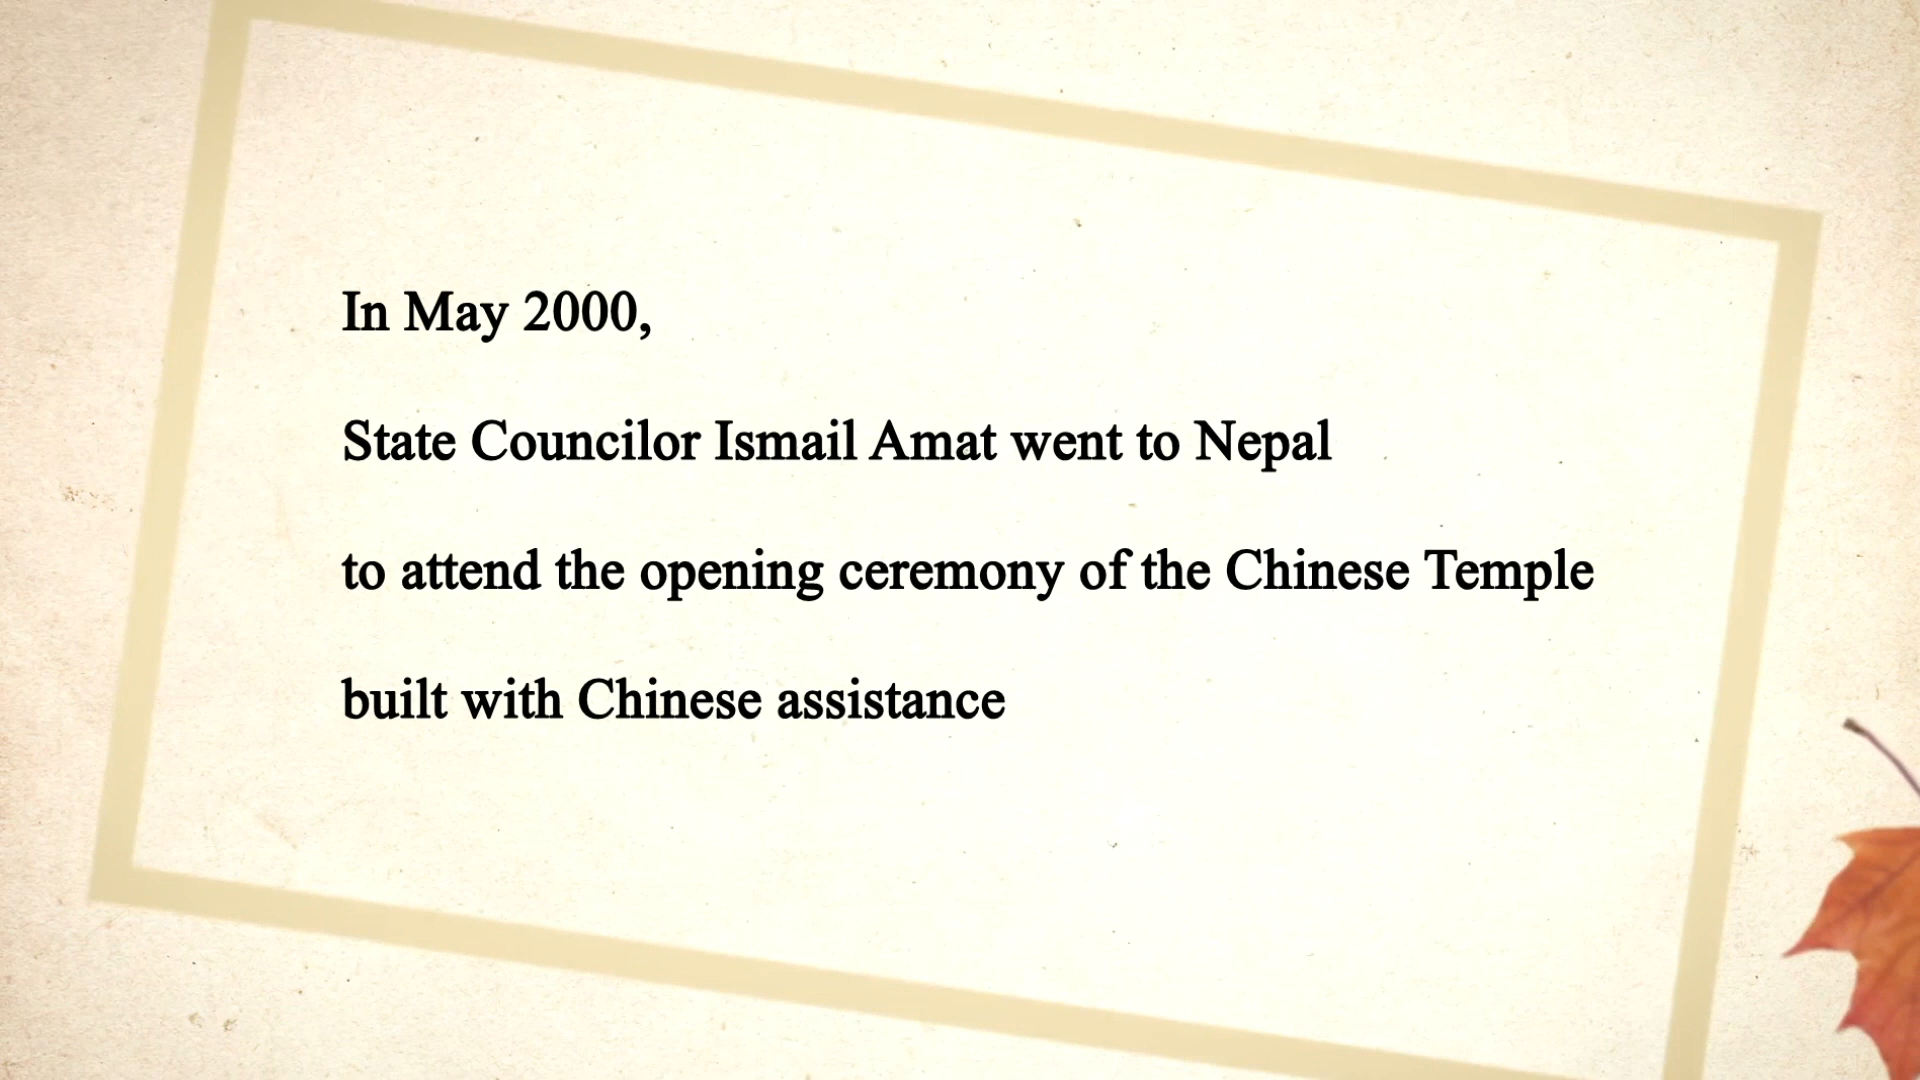 In May 2000,
State Councilor Ismail Amat went to Nepal
to attend the opening ceremony of the Chinese Temple
built with Chinese assistance